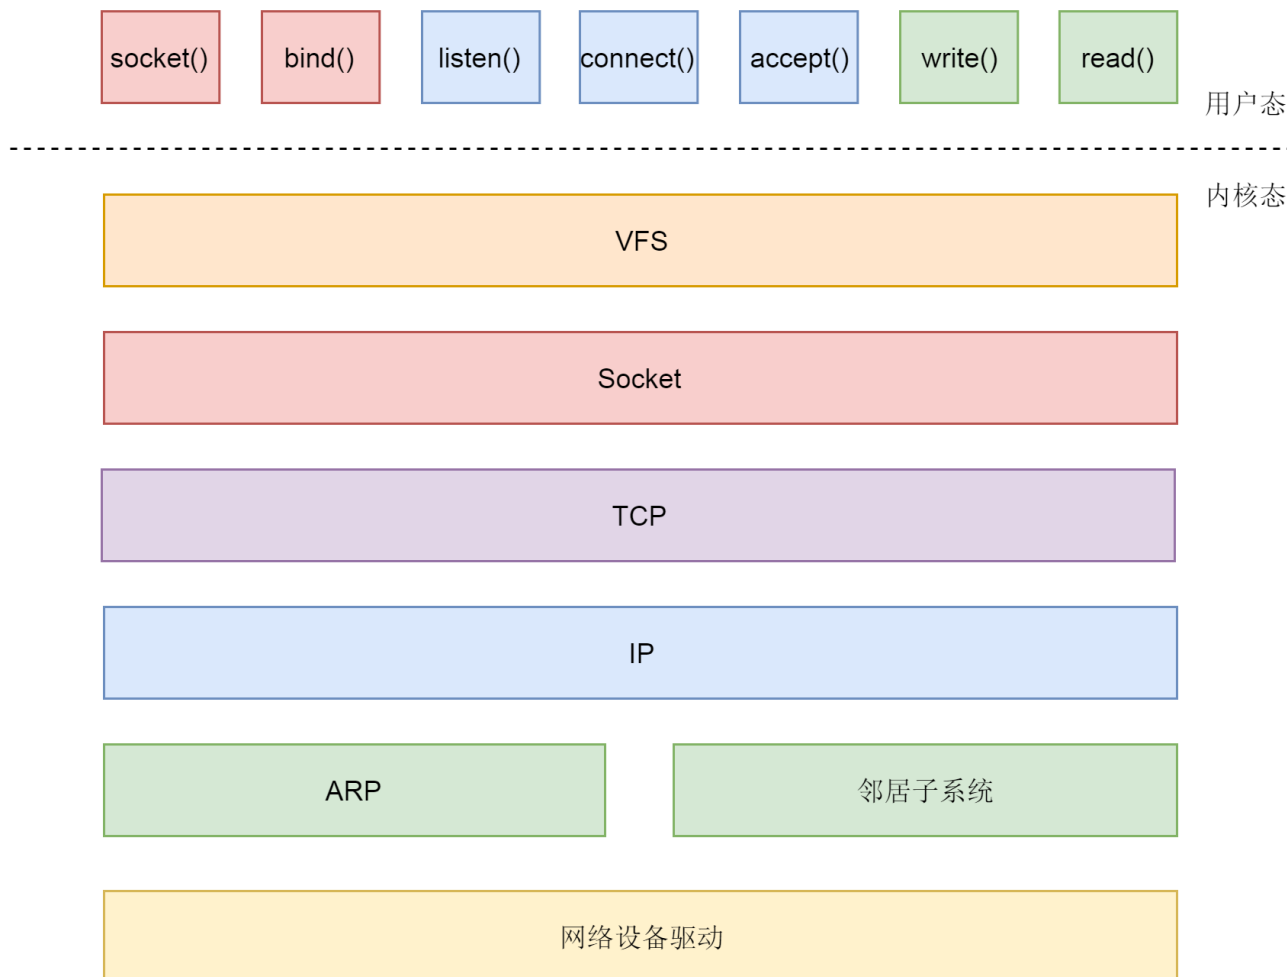 socket()
bind()
listen()
connect()
accept()
write()
read()
用户态
内核态
VFS
Socket
TCP
IP
ARP
邻居子系统
网络设备驱动